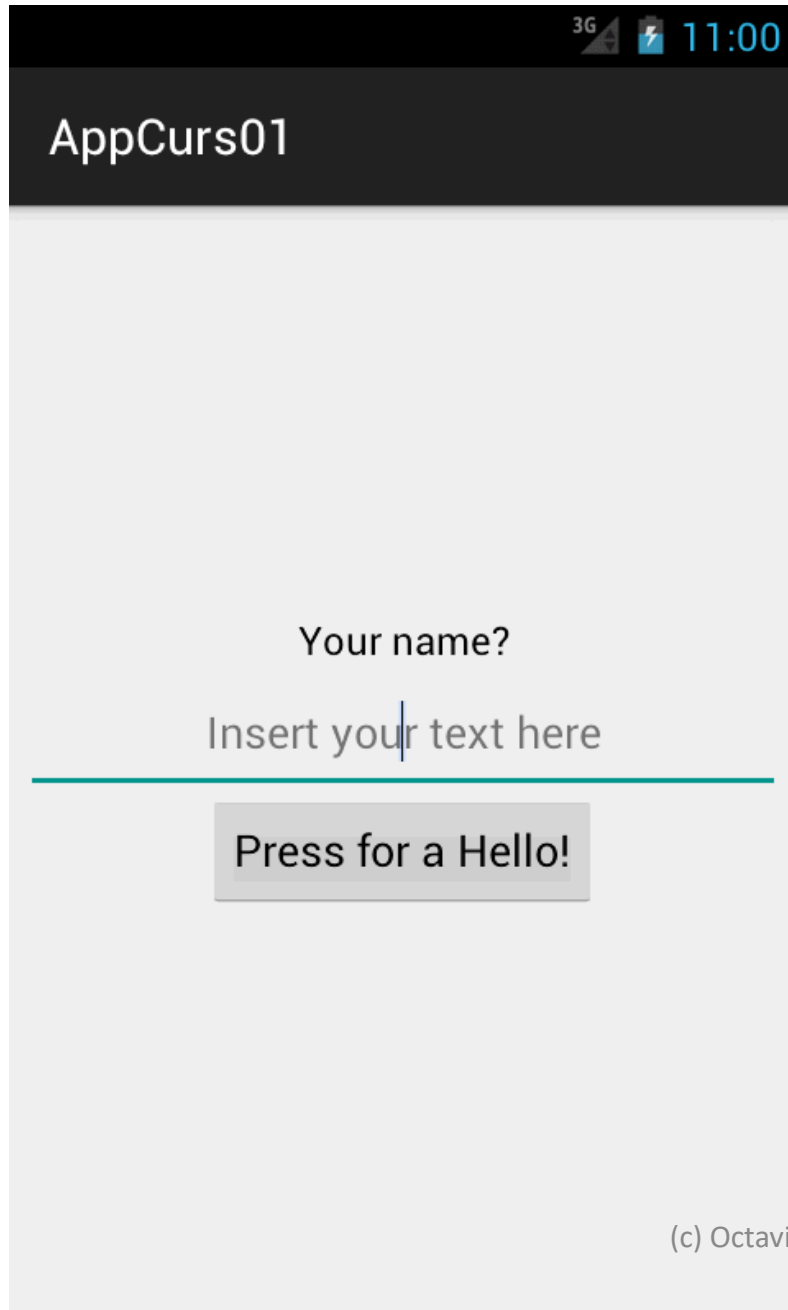 3G 11:00
AppCurs01
Your name?
Insert your text here
Press for a Hello!
(c) Octavi